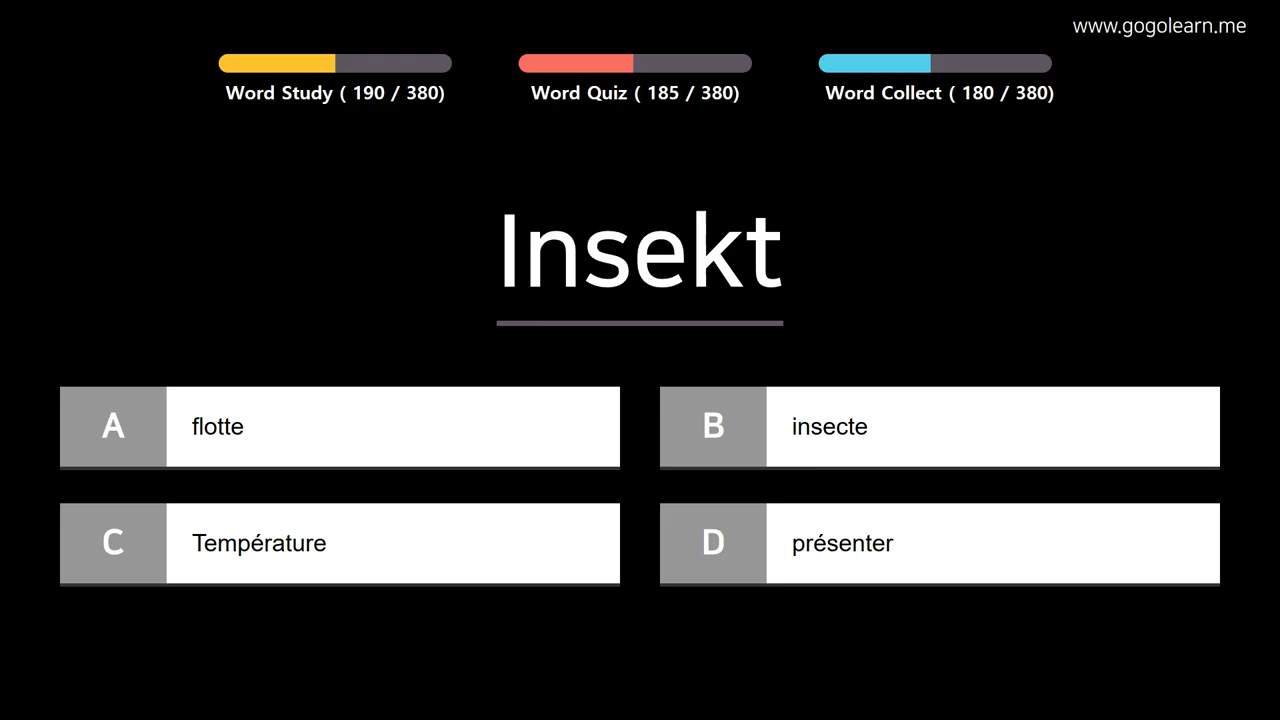 www.gogolearn.me
Word Study ( 190 / 380)
Word Quiz ( 185 / 380)
Word Collect ( 180 / 380)
Insekt
A flotte
B insecte
C Température
D présenter